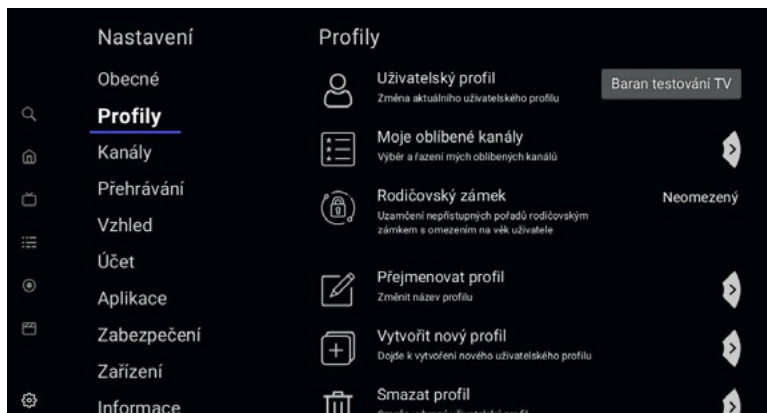 Nastavení
Obecné
Profily
Kanály
Přehrávání
Vzhled
Účet
Aplikace
Zabezpečení
Zařízení
Informace
Profily
Uživatelský profil
Změna aktuálního uživatelského profilu
Baran testování TV
Moje oblíbené kanály
Výběr a řazení mých oblíbených kanálů
Rodičovský zámek
Neomezený
Uzamčení nepřístupných pořadů rodičovským
zámkem s omezením na věk uživatele
Přejmenovat profil
Změnit název profilu
Vytvořit nový profil
Dojde k vytvoření nového uživatelského profilu
Smazat profil